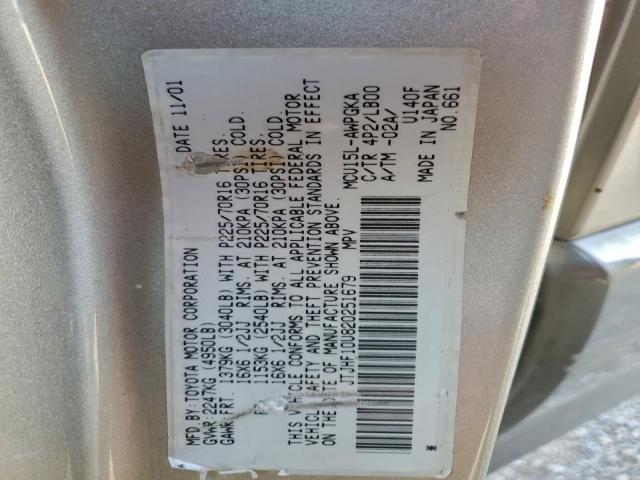 MFD. BY: TOYOTA MOTOR CORPORATION DATE 11/01
GVWR: 2247KG (4950LB)
GAWR: FRT. 1379KG (3040LB) WITH P225/70R16 TIRES.
16X6 1/2JJ RIMS. AT 210KPA (30PSI) COLD.
1153KG (2540LB) WITH P225/70R16 TIRES.
16X6 1/2JJ RIMS. AT 210KPA (30PSI) COLD.
THIS VEHICLE CONFORMS TO ALL APPLICABLE FEDERAL MOTOR
VEHICLE SAFETY AND THEFT PREVENTION STANDARDS IN EFFECT
ON THE DATE OF MANUFACTURE SHOWN ABOVE.
JTJHF10U820251679 MPV
MCU15L-AWPGKA
C/TR 4P2/LB00
A/TM -02A/
U140F
MADE IN JAPAN
NO.661